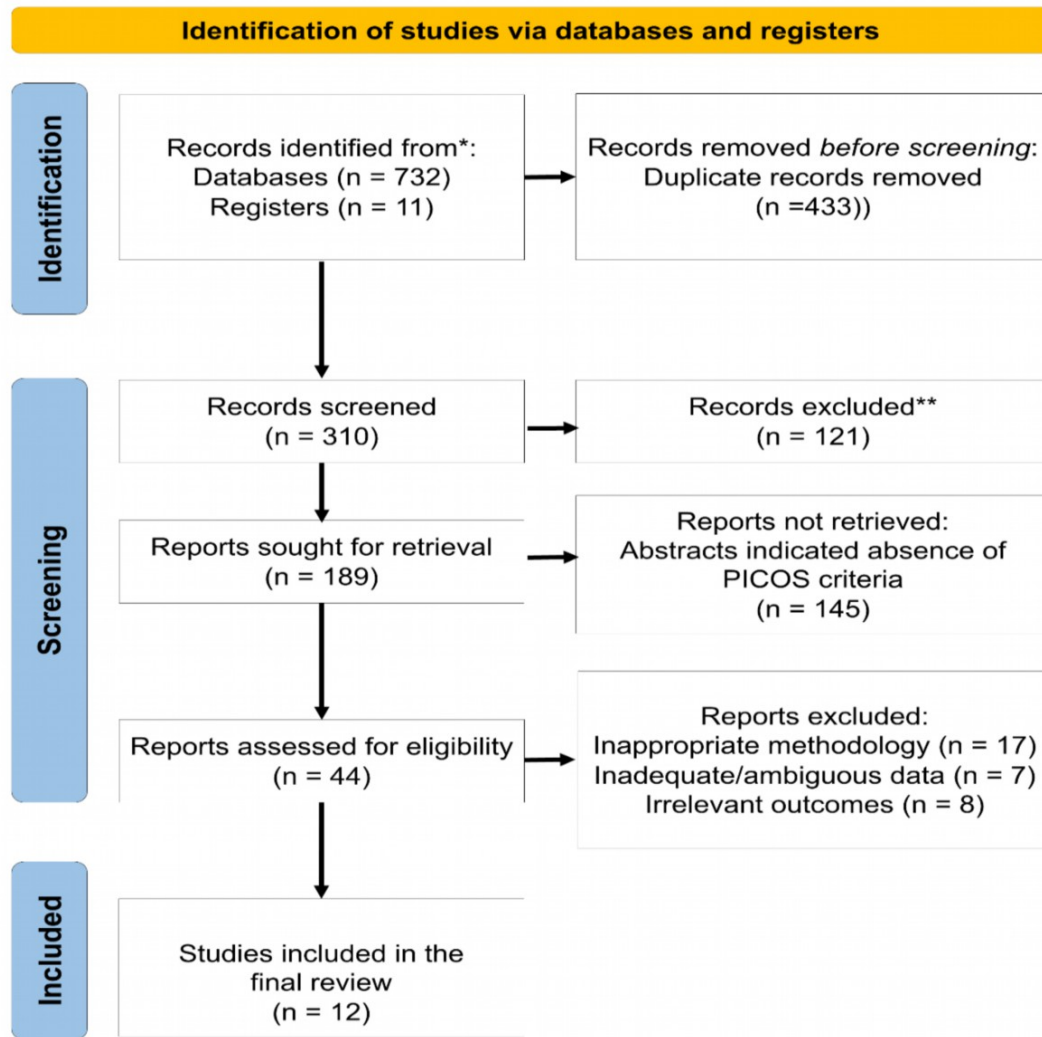 Identification of studies via databases and registers
Identification
Records identified from*:
Databases (n = 732)
Registers (n = 11)
Records removed before screening:
Duplicate records removed
(n =433))
Screening
Records screened
(n = 310)
Records excluded**
(n = 121)
Reports sought for retrieval
(n = 189)
Reports not retrieved:
Abstracts indicated absence of
PICOS criteria
(n = 145)
Reports assessed for eligibility
(n = 44)
Reports excluded:
Inappropriate methodology (n = 17)
Inadequate/ambiguous data (n = 7)
Irrelevant outcomes (n = 8)
Included
Studies included in the
final review
(n = 12)